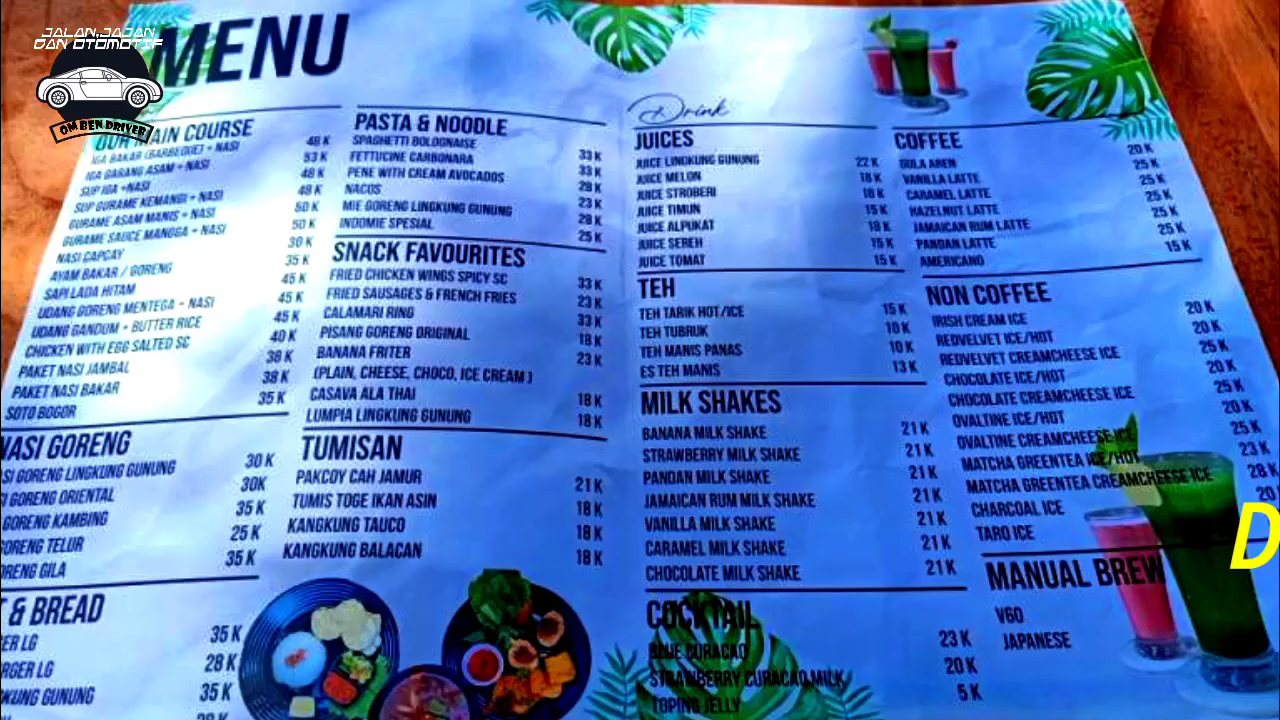 JALAN,JAJAN
DAN OTOMOTIF
OM BEN DRIVER
MENU
OUR MAIN COURSE
IGA BAKAR (BARBEQUE) + NASI 48 K
IGA GARANG ASAM + NASI 53 K
SUP IGA +NASI 48 K
SUP GURAME KEMANGI + NASI 48 K
GURAME ASAM MANIS + NASI 50 K
GURAME SAUCE MANGGA + NASI 50 K
NASI CAPCAY 30 K
AYAM BAKAR / GORENG 35 K
SAPI LADA HITAM 45 K
UDANG GORENG MENTEGA + NASI 45 K
UDANG GANDUM + BUTTER RICE 45 K
CHICKEN WITH EGG SALTED SC 40 K
PAKET NASI JAMBAL 38 K
PAKET NASI BAKAR 38 K
SOTO BOGOR 35 K
NASI GORENG
SI GORENG LINGKUNG GUNUNG 30 K
SI GORENG ORIENTAL 30K
GORENG KAMBING 35 K
GORENG TELUR 25 K
ORENG GILA 35 K
T & BREAD
ER LG 35 K
RGER LG 28 K
KUNG GUNUNG 35 K
PASTA & NOODLE
SPAGHETTI BOLOGNAISE 33 K
FETTUCINE CARBONARA 33 K
PENE WITH CREAM AVOCADOS 28 K
NACOS 23 K
MIE GORENG LINGKUNG GUNUNG 28 K
INDOMIE SPESIAL 25 K
SNACK FAVOURITES
FRIED CHICKEN WINGS SPICY SC 33 K
FRIED SAUSAGES & FRENCH FRIES 23 K
CALAMARI RING 33 K
PISANG GORENG ORIGINAL 18 K
BANANA FRITER 23 K
(PLAIN, CHEESE, CHOCO, ICE CREAM )
CASAVA ALA THAI 18 K
LUMPIA LINGKUNG GUNUNG 18 K
TUMISAN
PAKCOY CAH JAMUR 21 K
TUMIS TOGE IKAN ASIN 18 K
KANGKUNG TAUCO 18 K
KANGKUNG BALACAN 18 K
Drink
JUICES
JUICE LINGKUNG GUNUNG 22 K
JUICE MELON 18 K
JUICE STROBERI 18 K
JUICE TIMUN 15 K
JUICE ALPUKAT 18 K
JUICE SEREH 15 K
JUICE TOMAT 15 K
TEH
TEH TARIK HOT/ICE 15 K
TEH TUBRUK 10 K
TEH MANIS PANAS 10 K
ES TEH MANIS 13 K
MILK SHAKES
BANANA MILK SHAKE 21 K
STRAWBERRY MILK SHAKE 21 K
PANDAN MILK SHAKE 21 K
JAMAICAN RUM MILK SHAKE 21 K
VANILLA MILK SHAKE 21 K
CARAMEL MILK SHAKE 21 K
CHOCOLATE MILK SHAKE 21 K
COCKTAIL
BLUE CURACAO 23 K
STRAWBERRY CURACAO MILK 20 K
TOPING JELLY 5 K
COFFEE
GULA AREN 20 K
VANILLA LATTE 25 K
CARAMEL LATTE 25 K
HAZELNUT LATTE 25 K
JAMAICAN RUM LATTE 25 K
PANDAN LATTE 25 K
AMERICANO 15 K
NON COFFEE
IRISH CREAM ICE 20 K
REDVELVET ICE/HOT 20 K
REDVELVET CREAMCHEESE ICE 25 K
CHOCOLATE ICE/HOT 20 K
CHOCOLATE CREAMCHEESE ICE 25 K
OVALTINE ICE/HOT 20 K
OVALTINE CREAMCHEESE ICE 25 K
MATCHA GREENTEA ICE/HOT 23 K
MATCHA GREENTEA CREAMCHEESE ICE 28 K
CHARCOAL ICE 20
TARO ICE
MANUAL BREW
V60
JAPANESE
D